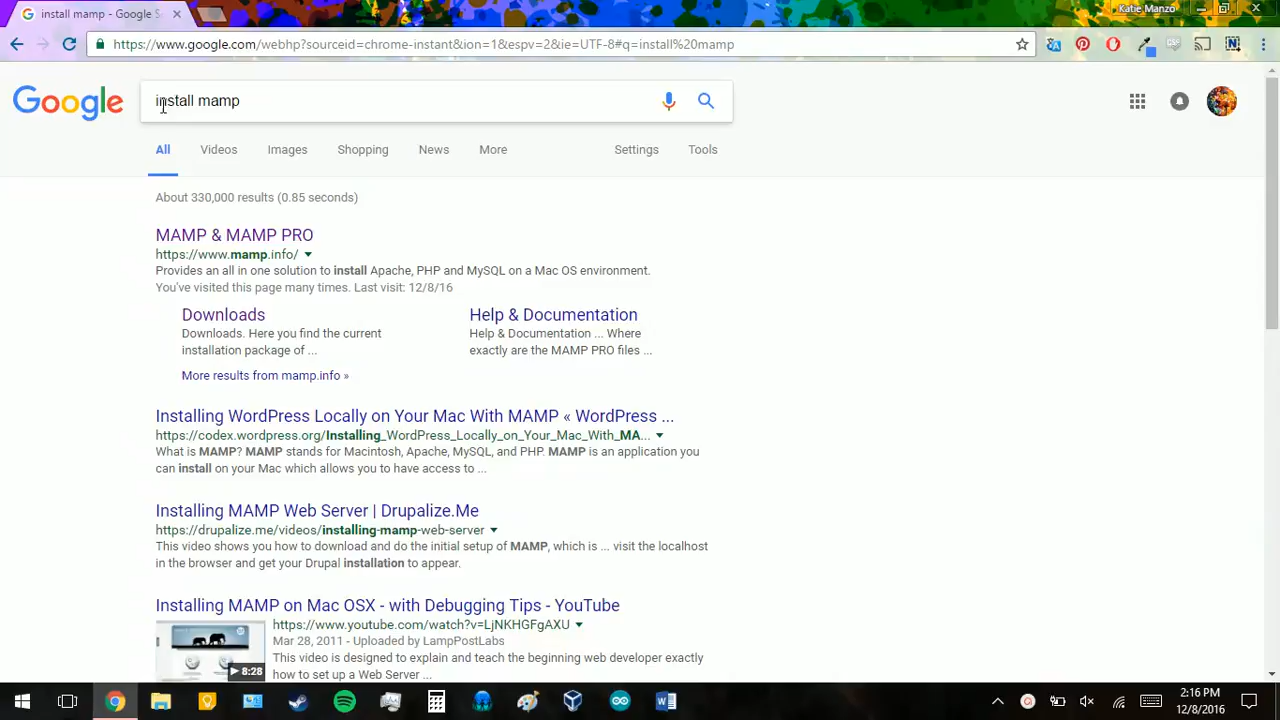 install mamp - Google S
Katie Manzo
https://www.google.com/webhp?sourceid=chrome-instant&ion=1&espv=2&ie=UTF-8#q=install%20mamp
Google
install mamp
All Videos Images Shopping News More Settings Tools
About 330,000 results (0.85 seconds)
MAMP & MAMP PRO
https://www.mamp.info/
Provides an all in one solution to install Apache, PHP and MySQL on a Mac OS environment.
You've visited this page many times. Last visit: 12/8/16
Downloads
Downloads. Here you find the current
installation package of ...
Help & Documentation
Help & Documentation ... Where
exactly are the MAMP PRO files ...
More results from mamp.info »
Installing WordPress Locally on Your Mac With MAMP « WordPress ...
https://codex.wordpress.org/Installing_WordPress_Locally_on_Your_Mac_With_MA...
What is MAMP? MAMP stands for Macintosh, Apache, MySQL, and PHP. MAMP is an application you
can install on your Mac which allows you to have access to ...
Installing MAMP Web Server | Drupalize.Me
https://drupalize.me/videos/installing-mamp-web-server
This video shows you how to download and do the initial setup of MAMP, which is ... visit the localhost
in the browser and get your Drupal installation to appear.
Installing MAMP on Mac OSX - with Debugging Tips - YouTube
https://www.youtube.com/watch?v=LjNKHGFgAXU
Mar 28, 2011 - Uploaded by LampPostLabs
This video is designed to explain and teach the beginning web developer exactly
how to set up a Web Server ...
8:28
2:16 PM
12/8/2016